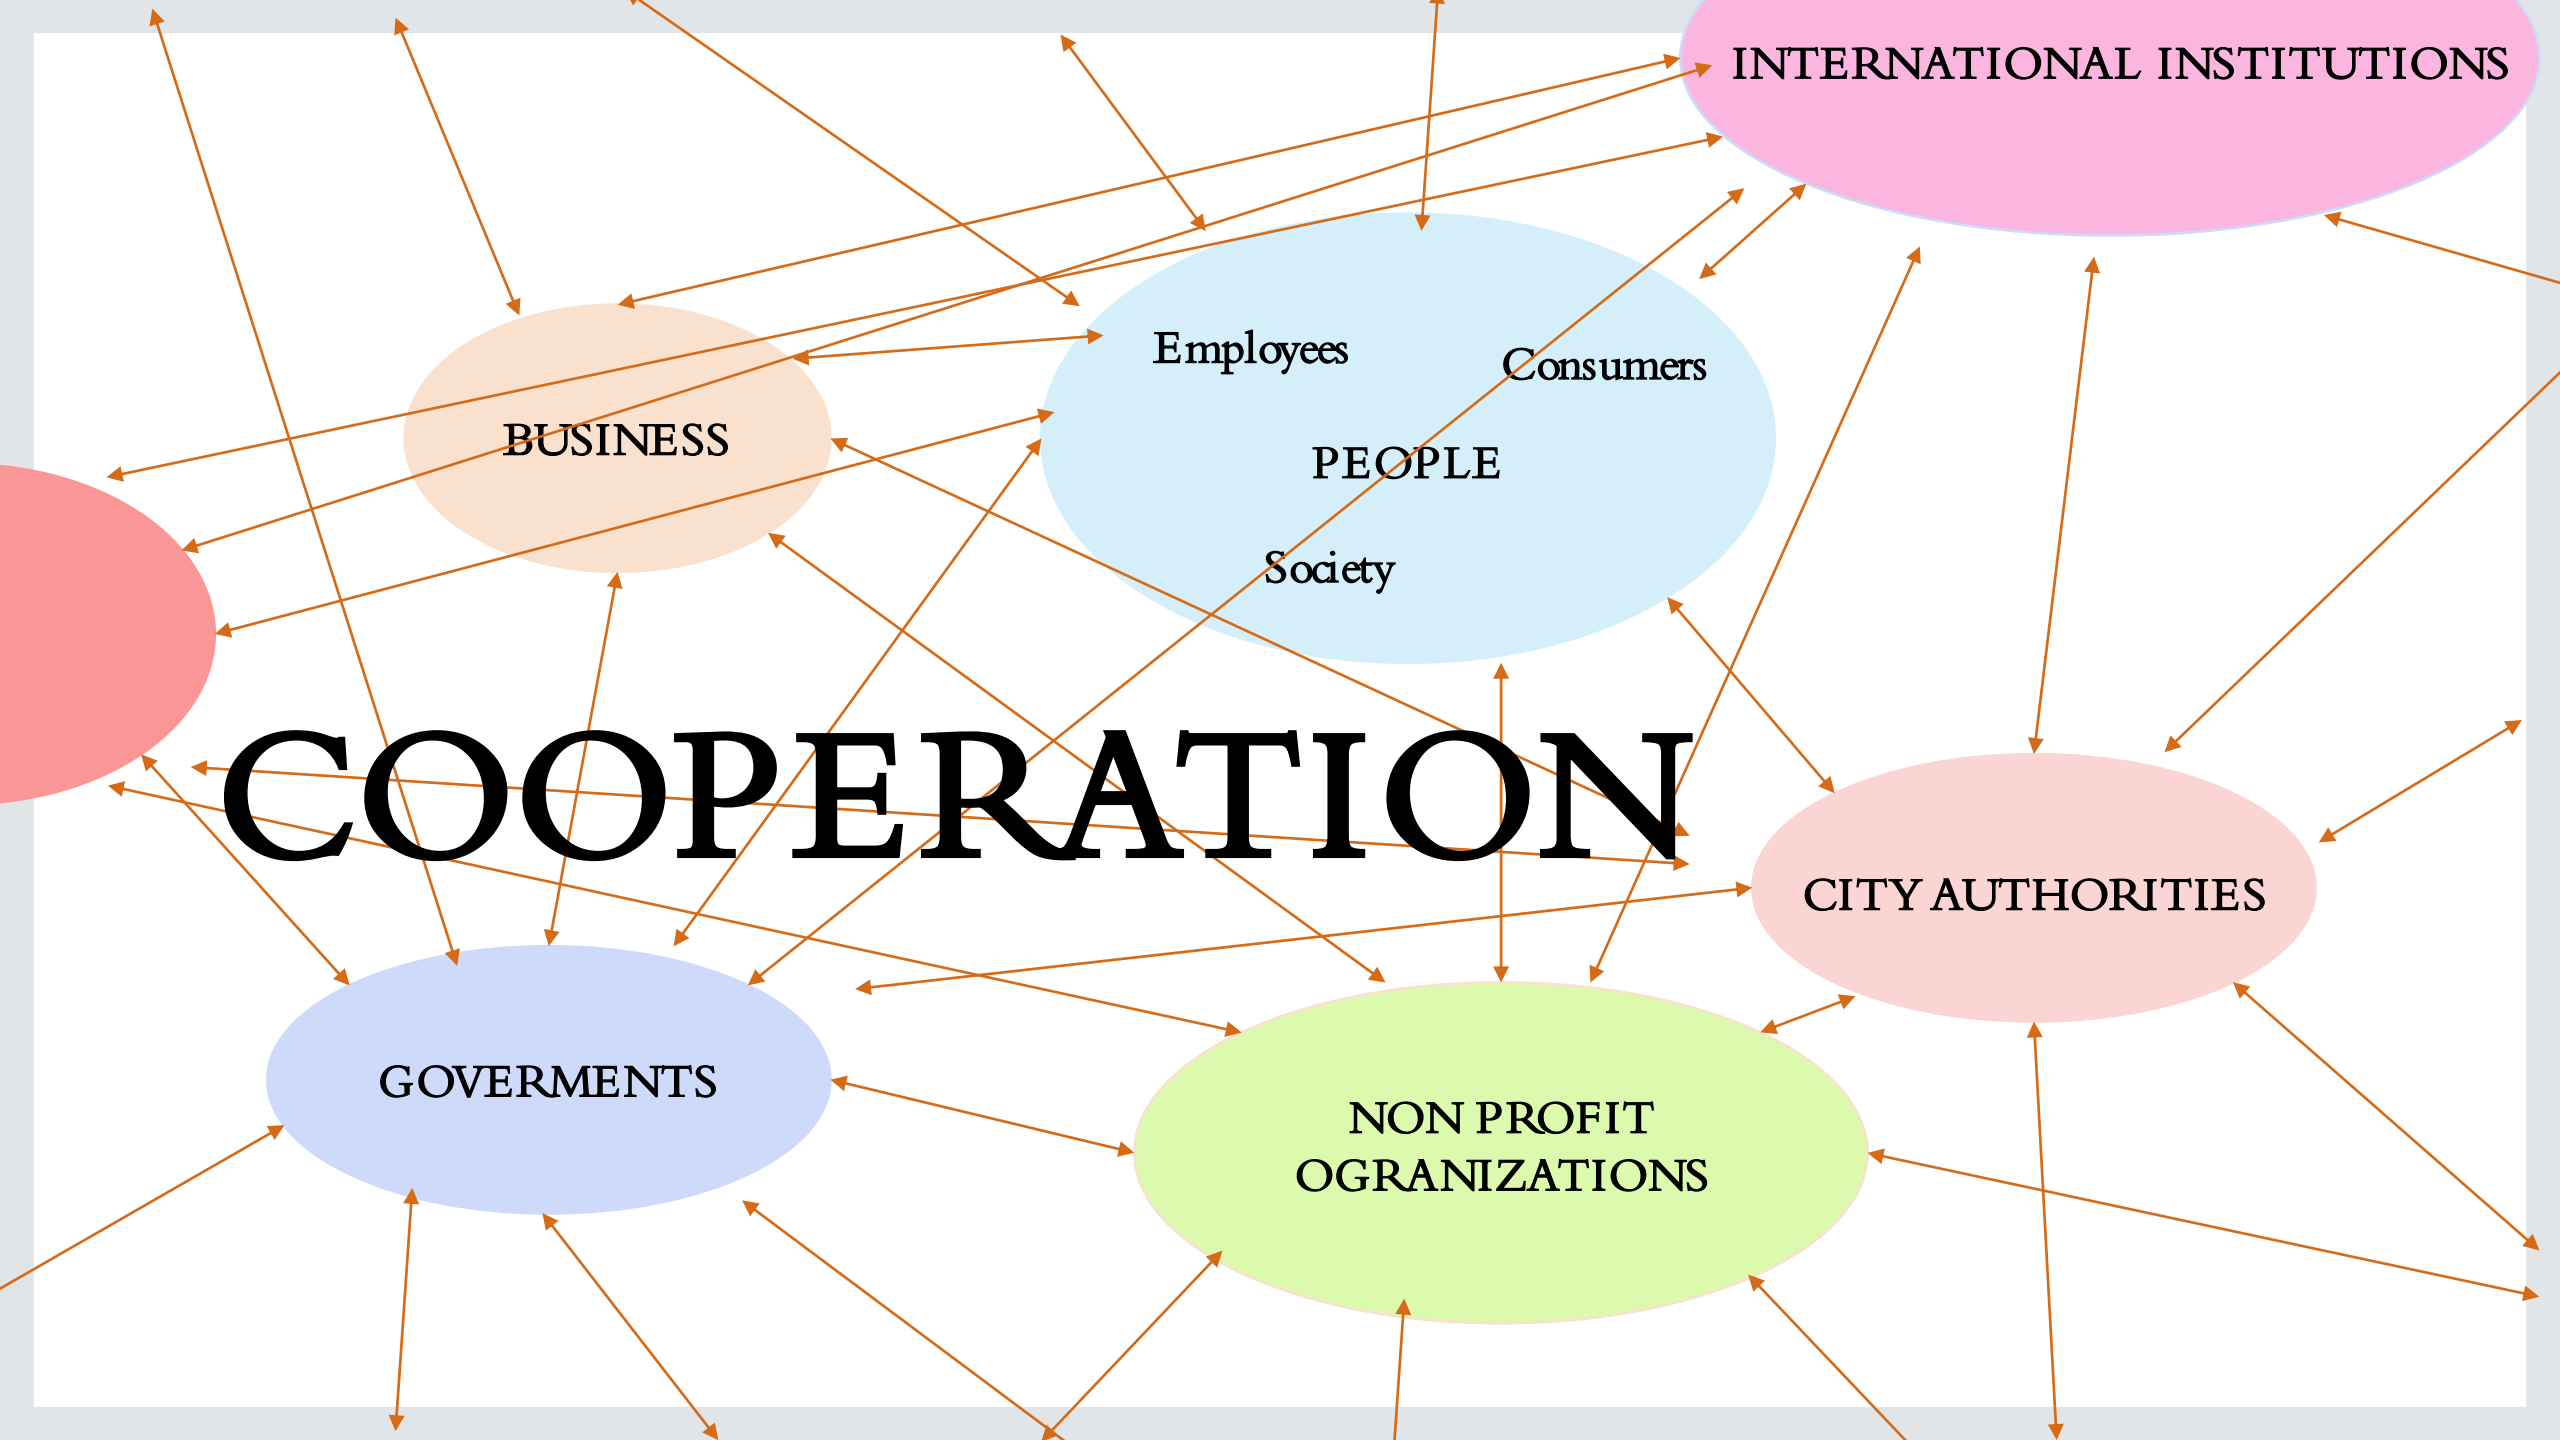 INTERNATIONAL INSTITUTIONS
Employees
Consumers
BUSINESS
PEOPLE
Society
COOPERATION
CITY AUTHORITIES
GOVERMENTS
NON PROFIT
OGRANIZATIONS